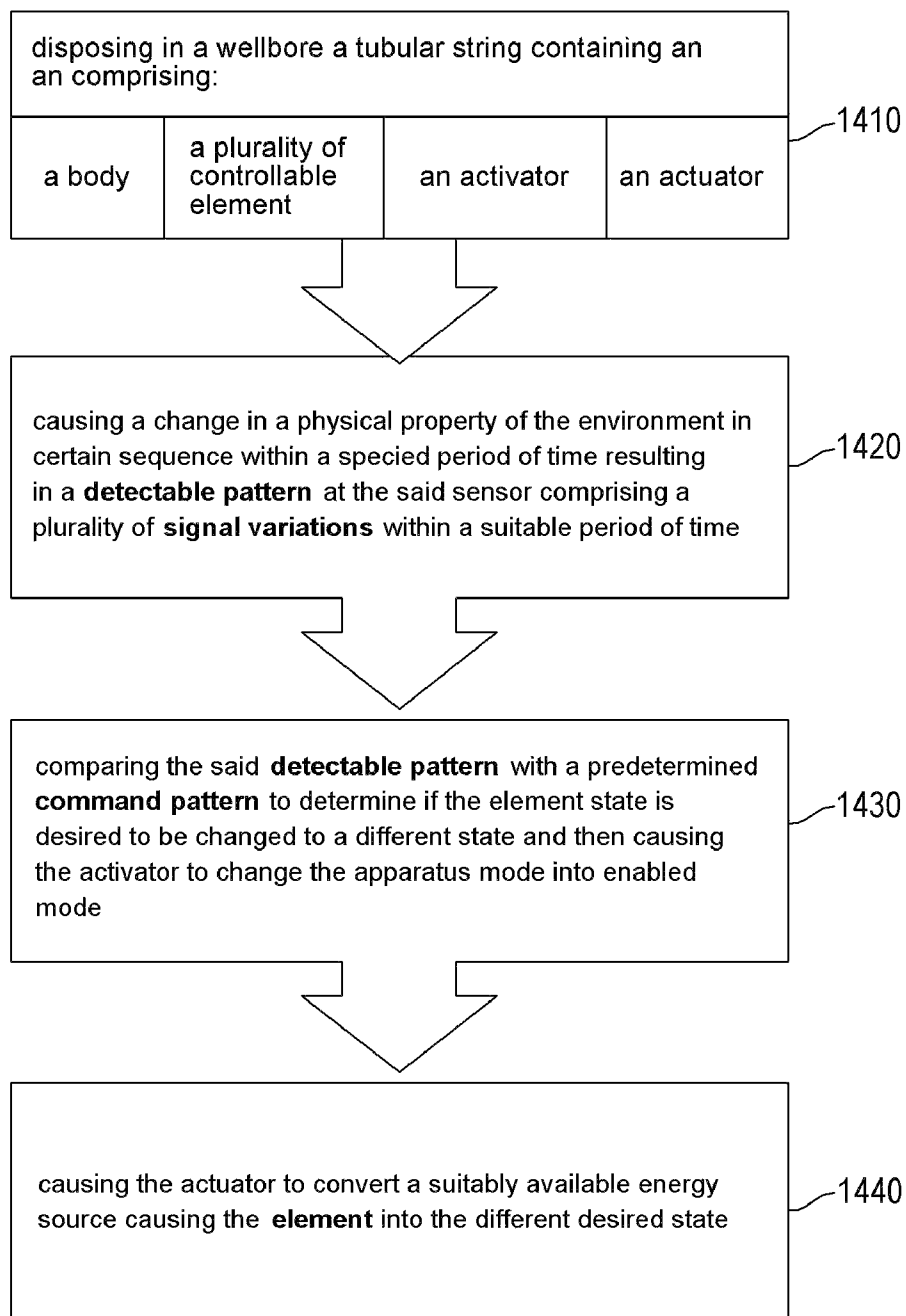 disposing in a wellbore a tubular string containing an
an comprising:
1410
a body
a plurality of
controllable
element
an activator
an actuator
causing a change in a physical property of the environment in
certain sequence within a specied period of time resulting
in a detectable pattern at the said sensor comprising a
plurality of signal variations within a suitable period of time
1420
comparing the said detectable pattern with a predetermined
command pattern to determine if the element state is
desired to be changed to a different state and then causing
the activator to change the apparatus mode into enabled
mode
1430
causing the actuator to convert a suitably available energy
source causing the element into the different desired state
1440